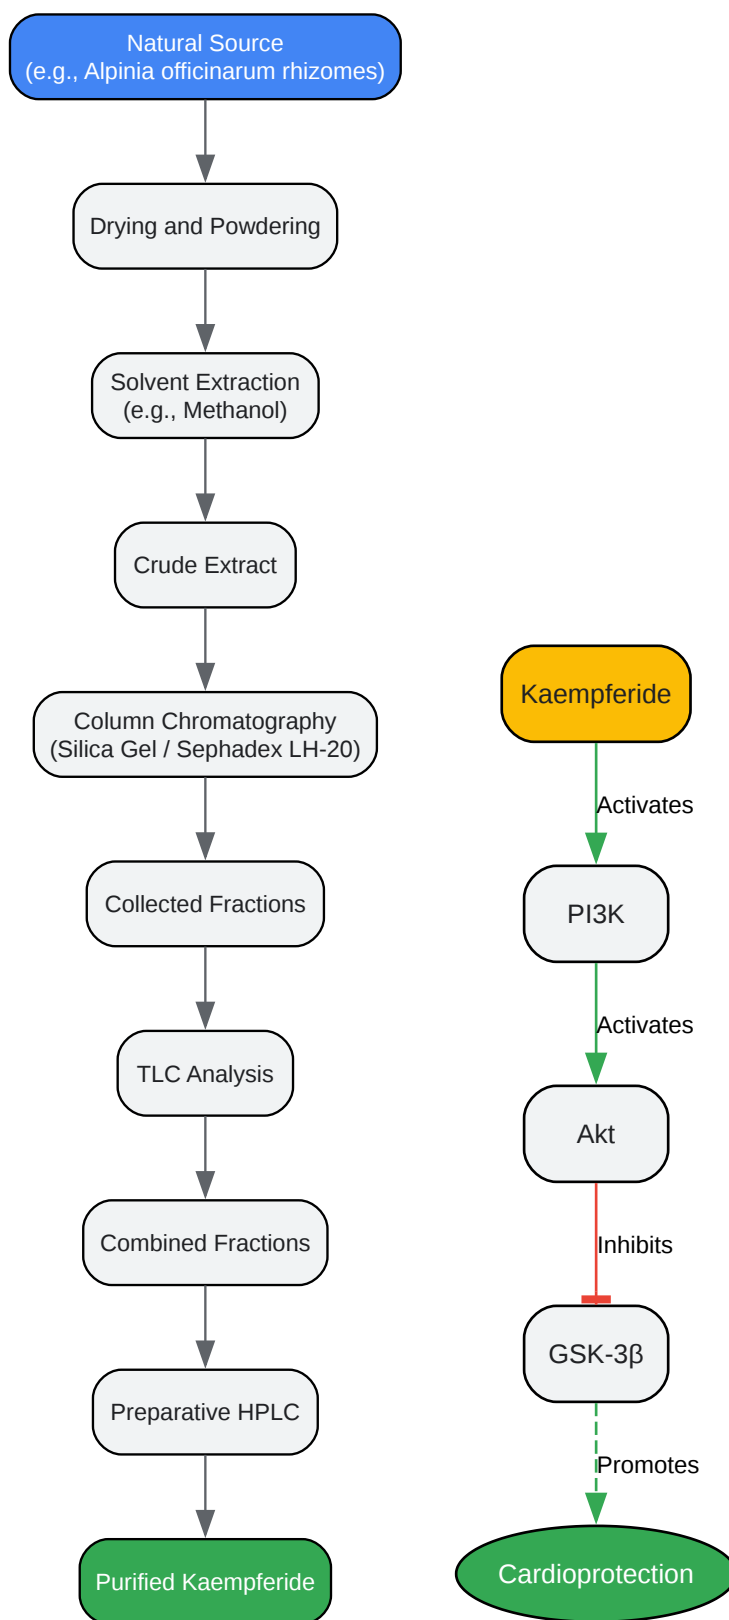 Natural Source
(e.g., Alpinia officinarum rhizomes)
Drying and Powdering
Solvent Extraction
(e.g., Methanol)
Crude Extract
Column Chromatography
(Silica Gel / Sephadex LH-20)
Collected Fractions
TLC Analysis
Combined Fractions
Preparative HPLC
Purified Kaempferide
Kaempferide
Activates
PI3K
Activates
Akt
Inhibits
GSK-3β
Promotes
Cardioprotection